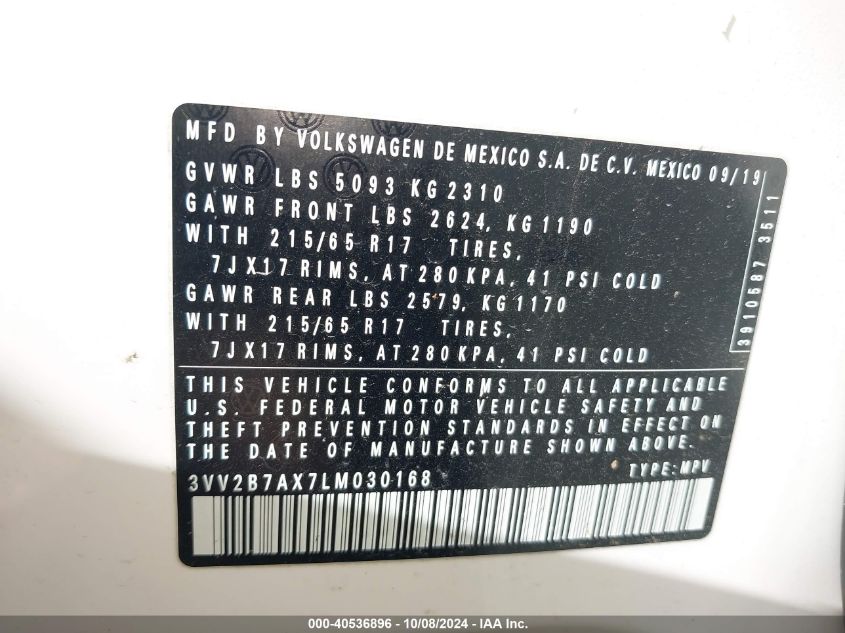 MFD BY VOLKSWAGEN DE MEXICO S.A. DE C.V. MEXICO 09/19
GVWR LBS 5093 KG 2310
GAWR FRONT LBS 2624, KG 1190
WITH 215/65 R17 TIRES,
7JX17 RIMS, AT 280 KPA, 41 PSI COLD
GAWR REAR LBS 2579, KG 1170
WITH 215/65 R17 TIRES,
7JX17 RIMS, AT 280 KPA, 41 PSI COLD
3910587 3511
THIS VEHICLE CONFORMS TO ALL APPLICABLE
U.S. FEDERAL MOTOR VEHICLE SAFETY AND
THEFT PREVENTION STANDARDS IN EFFECT ON
THE DATE OF MANUFACTURE SHOWN ABOVE.
3VV2B7AX7LM030168 TYPE: MPV
000-40536896 - 10/08/2024 - IAA Inc.